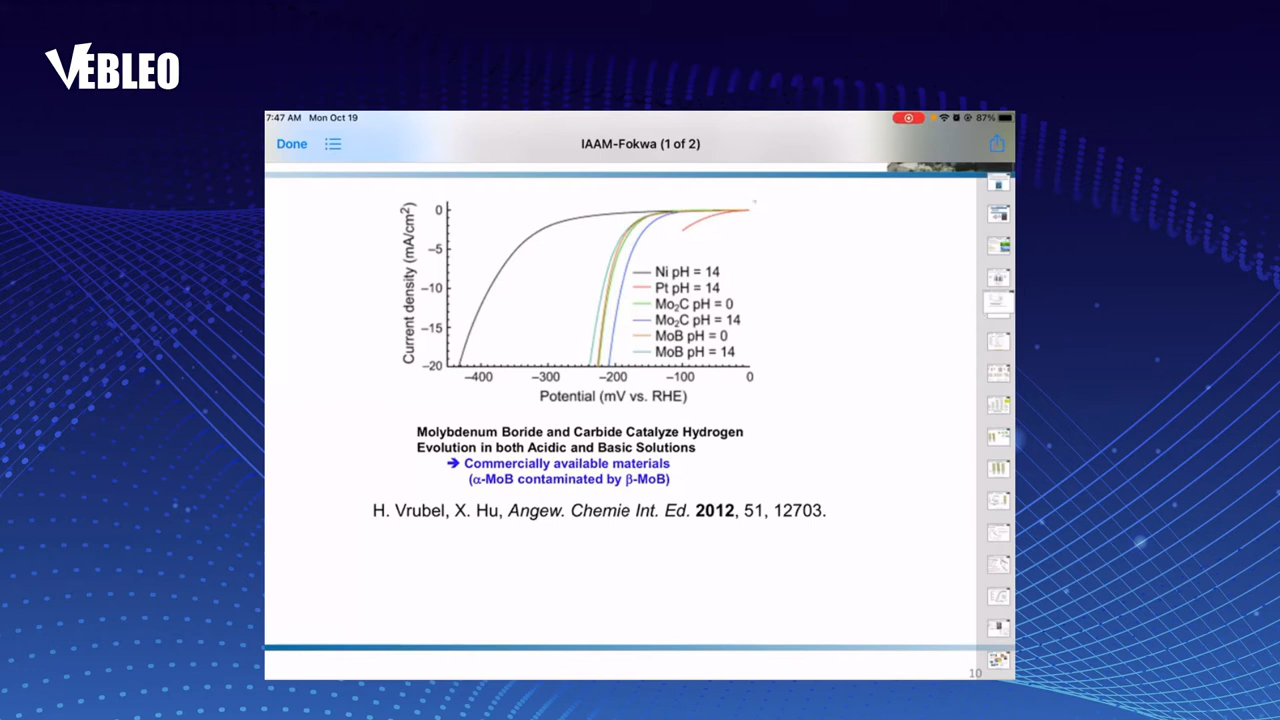 VEBLEO
7:47 AM Mon Oct 19
87%
Done
IAAM-Fokwa (1 of 2)
Current density (mA/cm²)
0
−5
−10
−15
−20
Ni pH = 14
Pt pH = 14
Mo₂C pH = 0
Mo₂C pH = 14
MoB pH = 0
MoB pH = 14
−400 −300 −200 −100 0
Potential (mV vs. RHE)
Molybdenum Boride and Carbide Catalyze Hydrogen
Evolution in both Acidic and Basic Solutions
➔ Commercially available materials
(α-MoB contaminated by β-MoB)
H. Vrubel, X. Hu, Angew. Chemie Int. Ed. 2012, 51, 12703.
10